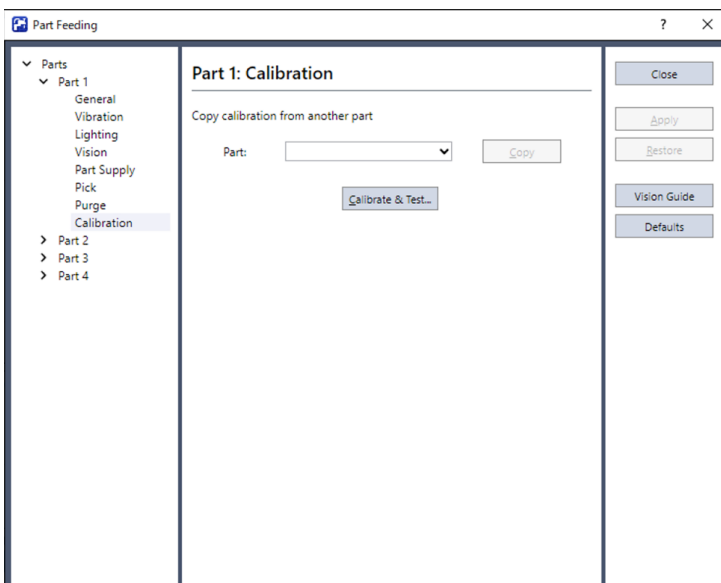 Part Feeding
?
Parts
Part 1
General
Vibration
Lighting
Vision
Part Supply
Pick
Purge
Calibration
Part 2
Part 3
Part 4
Part 1: Calibration
Copy calibration from another part
Part:
Copy
Calibrate & Test...
Close
Apply
Restore
Vision Guide
Defaults